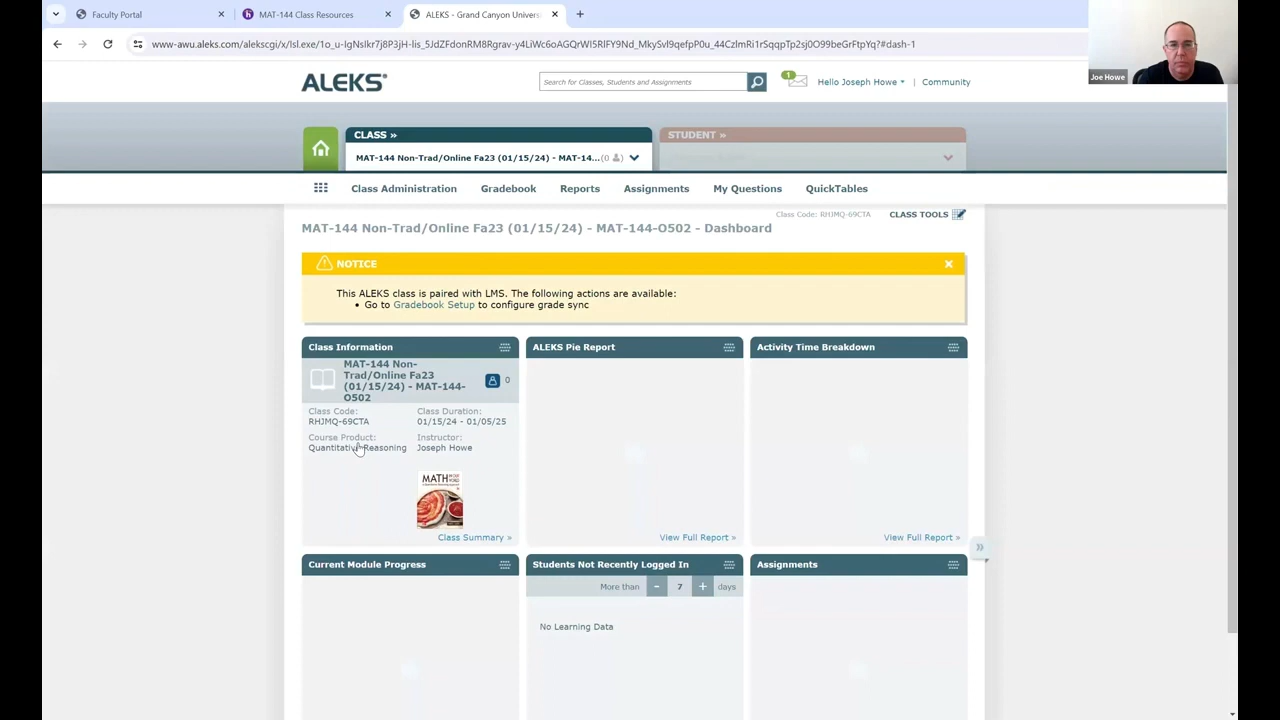 Faculty Portal
MAT-144 Class Resources
ALEKS - Grand Canyon Univers
www-awu.aleks.com/alekscgi/x/Isl.exe/
Joe Howe
ALEKS®
Search for Classes, Students and Assignments
1
Hello Joseph Howe
Community
CLASS »
STUDENT »
MAT-144 Non-Trad/Online Fa23 (01/15/24) - MAT-14... (0)
Class Administration
Gradebook
Reports
Assignments
My Questions
QuickTables
Class Code: RHJMQ-69CTA
CLASS TOOLS
MAT-144 Non-Trad/Online Fa23 (01/15/24) - MAT-144-O502 - Dashboard
NOTICE
This ALEKS class is paired with LMS. The following actions are available:
• Go to Gradebook Setup to configure grade sync
Class Information
MAT-144 Non-
Trad/Online Fa23
(01/15/24) - MAT-144-
O502
0
Class Code:
RHJMQ-69CTA
Class Duration:
01/15/24 - 01/05/25
Course Product:
Quantitative Reasoning
Instructor:
Joseph Howe
MATH
Class Summary »
ALEKS Pie Report
View Full Report »
Activity Time Breakdown
View Full Report »
Current Module Progress
Students Not Recently Logged In
More than - 7 + days
No Learning Data
Assignments